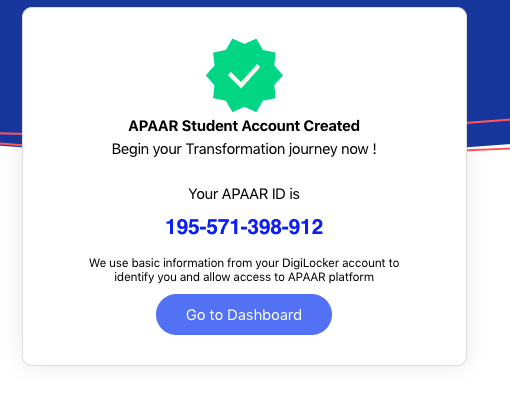 APAAR Student Account Created
Begin your Transformation journey now !
Your APAAR ID is
195-571-398-912
We use basic information from your DigiLocker account to
identify you and allow access to APAAR platform
Go to Dashboard